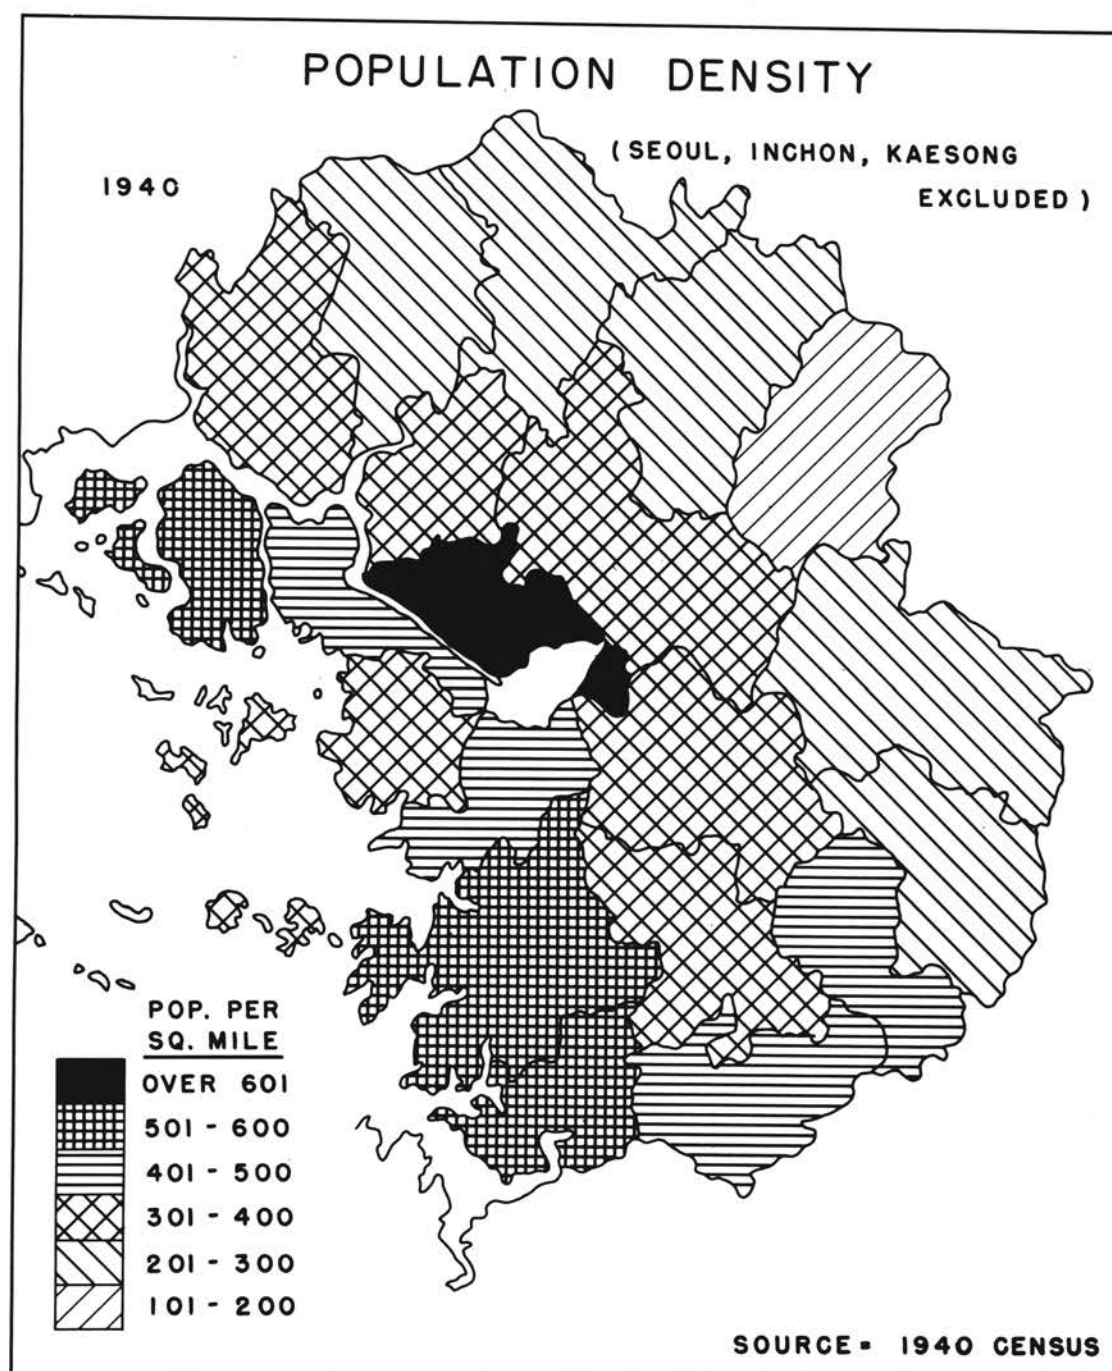 POPULATION DENSITY
(SEOUL, INCHON, KAESONG
EXCLUDED)
1940
POP. PER
SQ. MILE
OVER 601
501 - 600
401 - 500
301 - 400
201 - 300
101 - 200
SOURCE = 1940 CENSUS